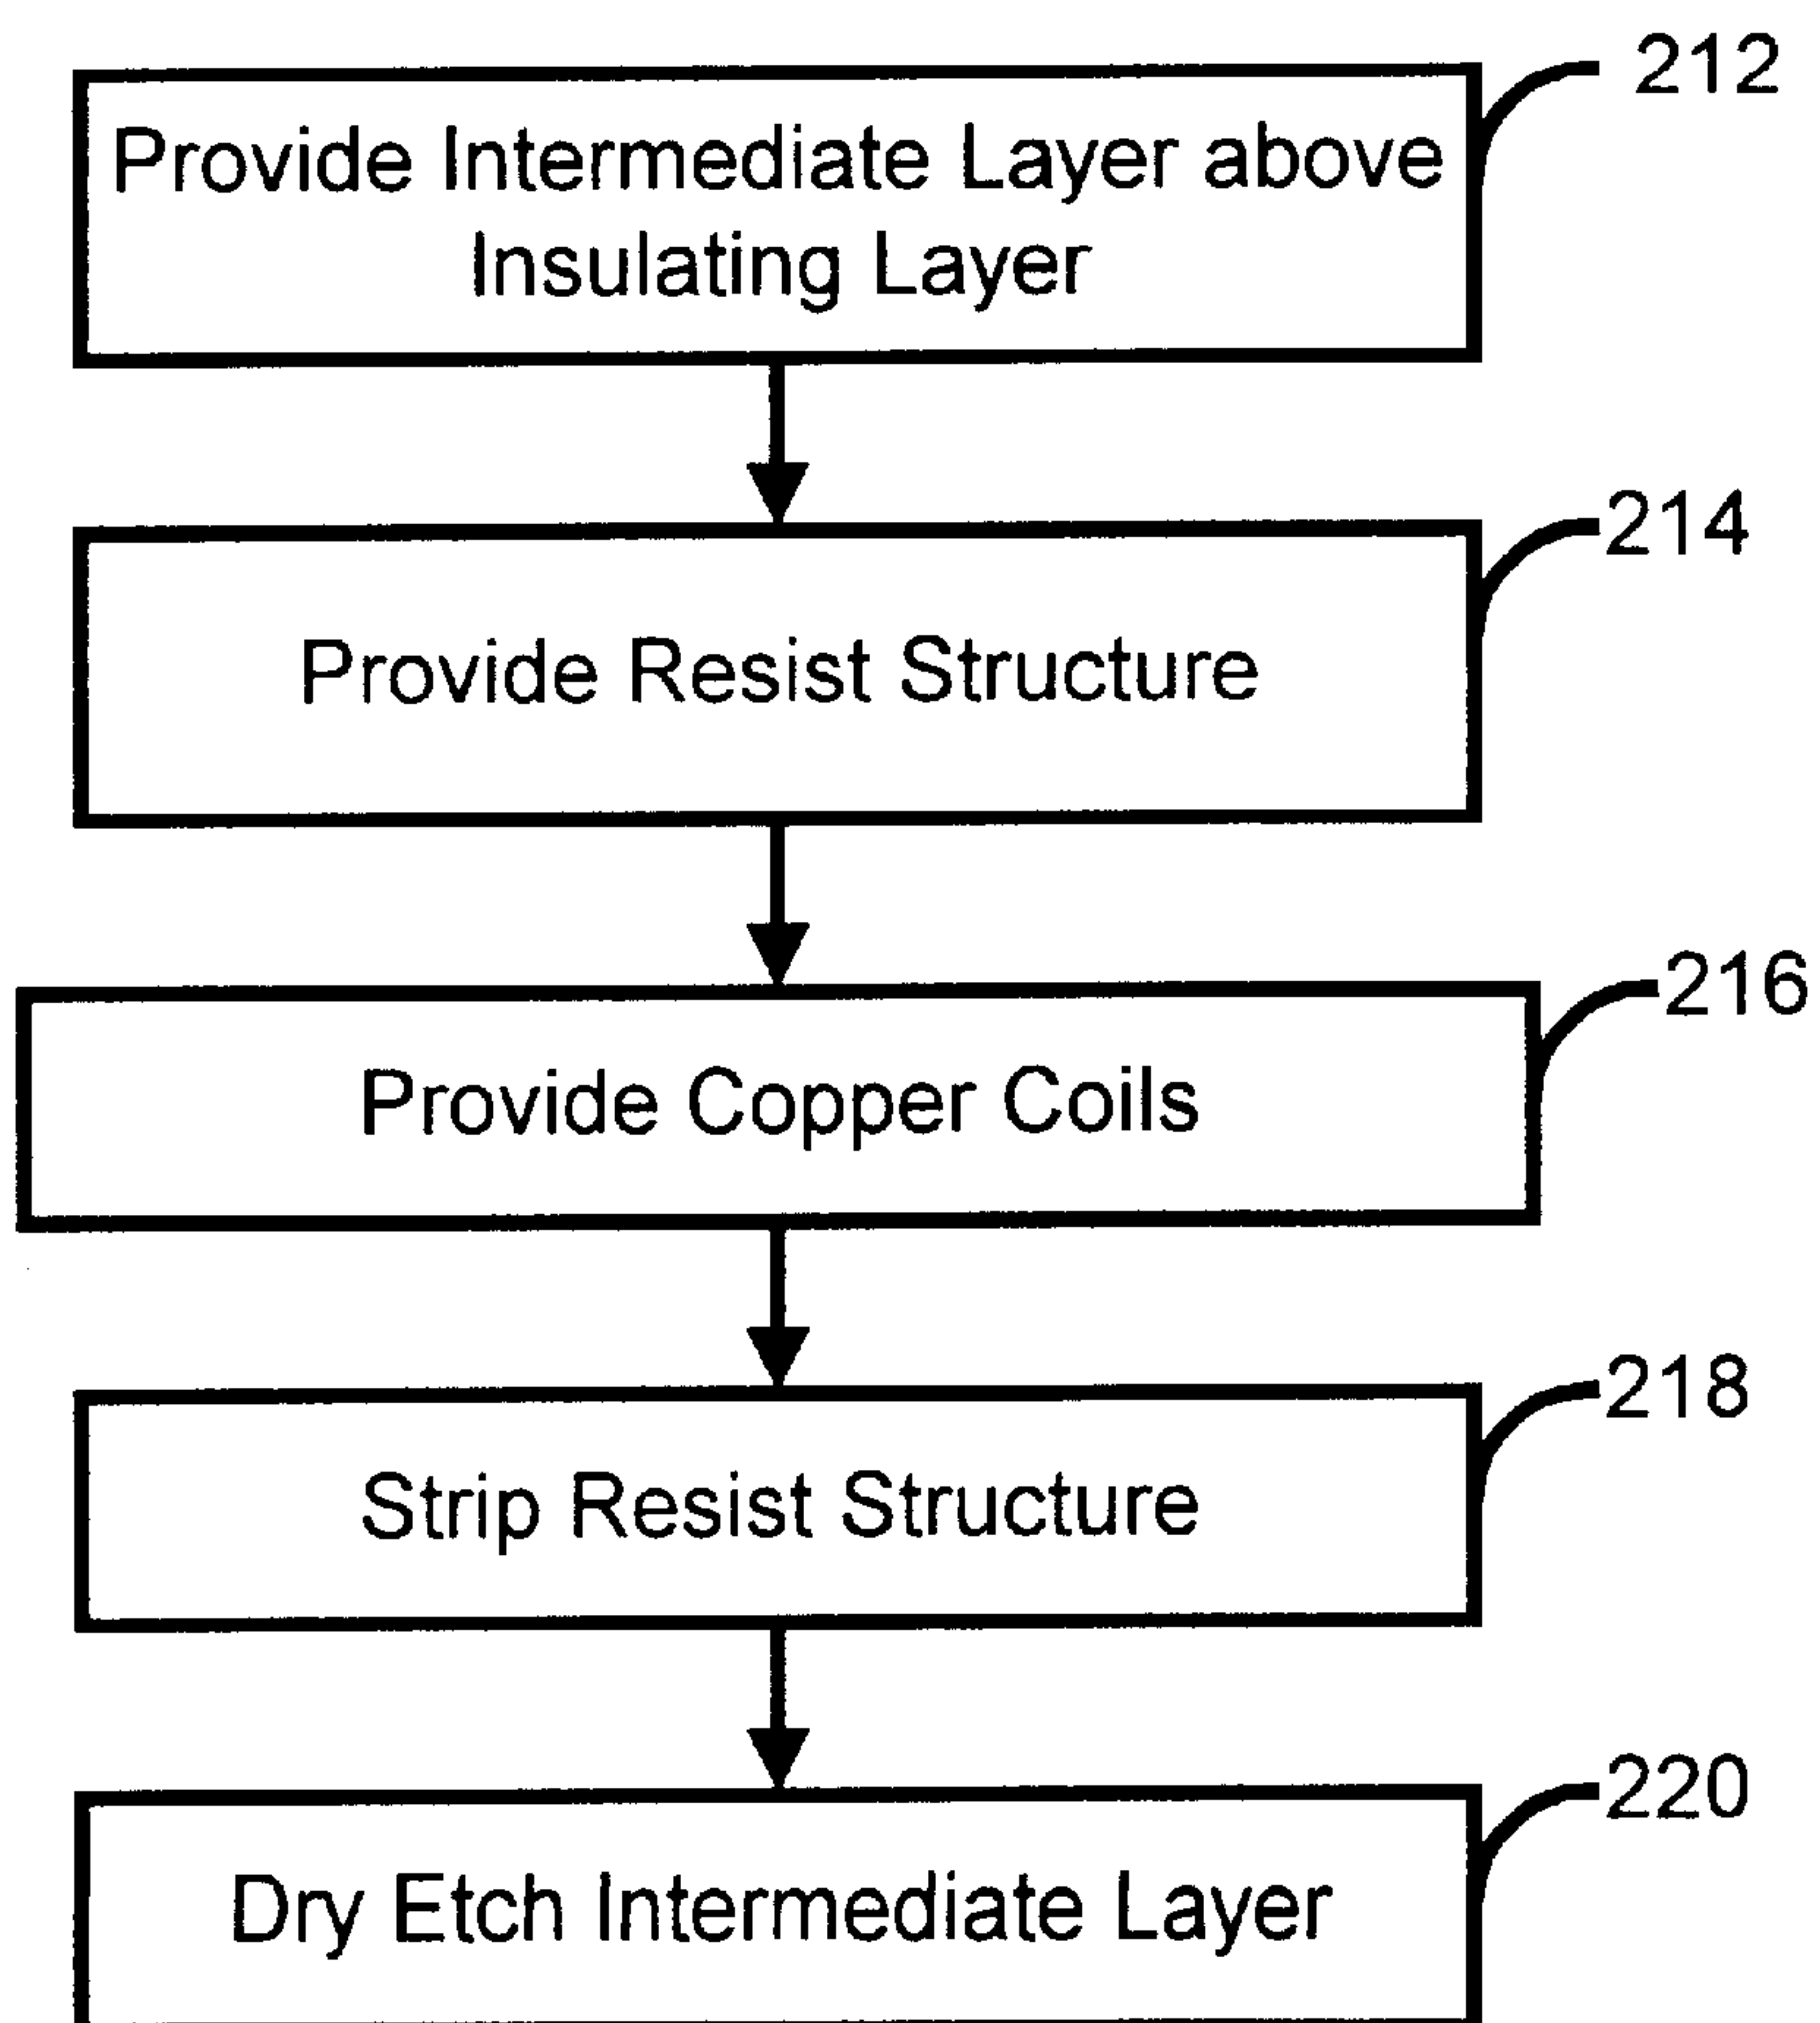 212
Provide Intermediate Layer above
Insulating Layer
214
Provide Resist Structure
216
Provide Copper Coils
218
Strip Resist Structure
220
Dry Etch Intermediate Layer